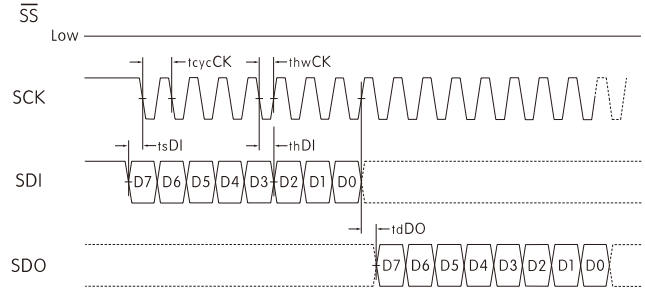 SS
Low
tcycCK thwCK
SCK
tsDI thDI
SDI D7 D6 D5 D4 D3 D2 D1 D0
tdDO
SDO D7 D6 D5 D4 D3 D2 D1 D0